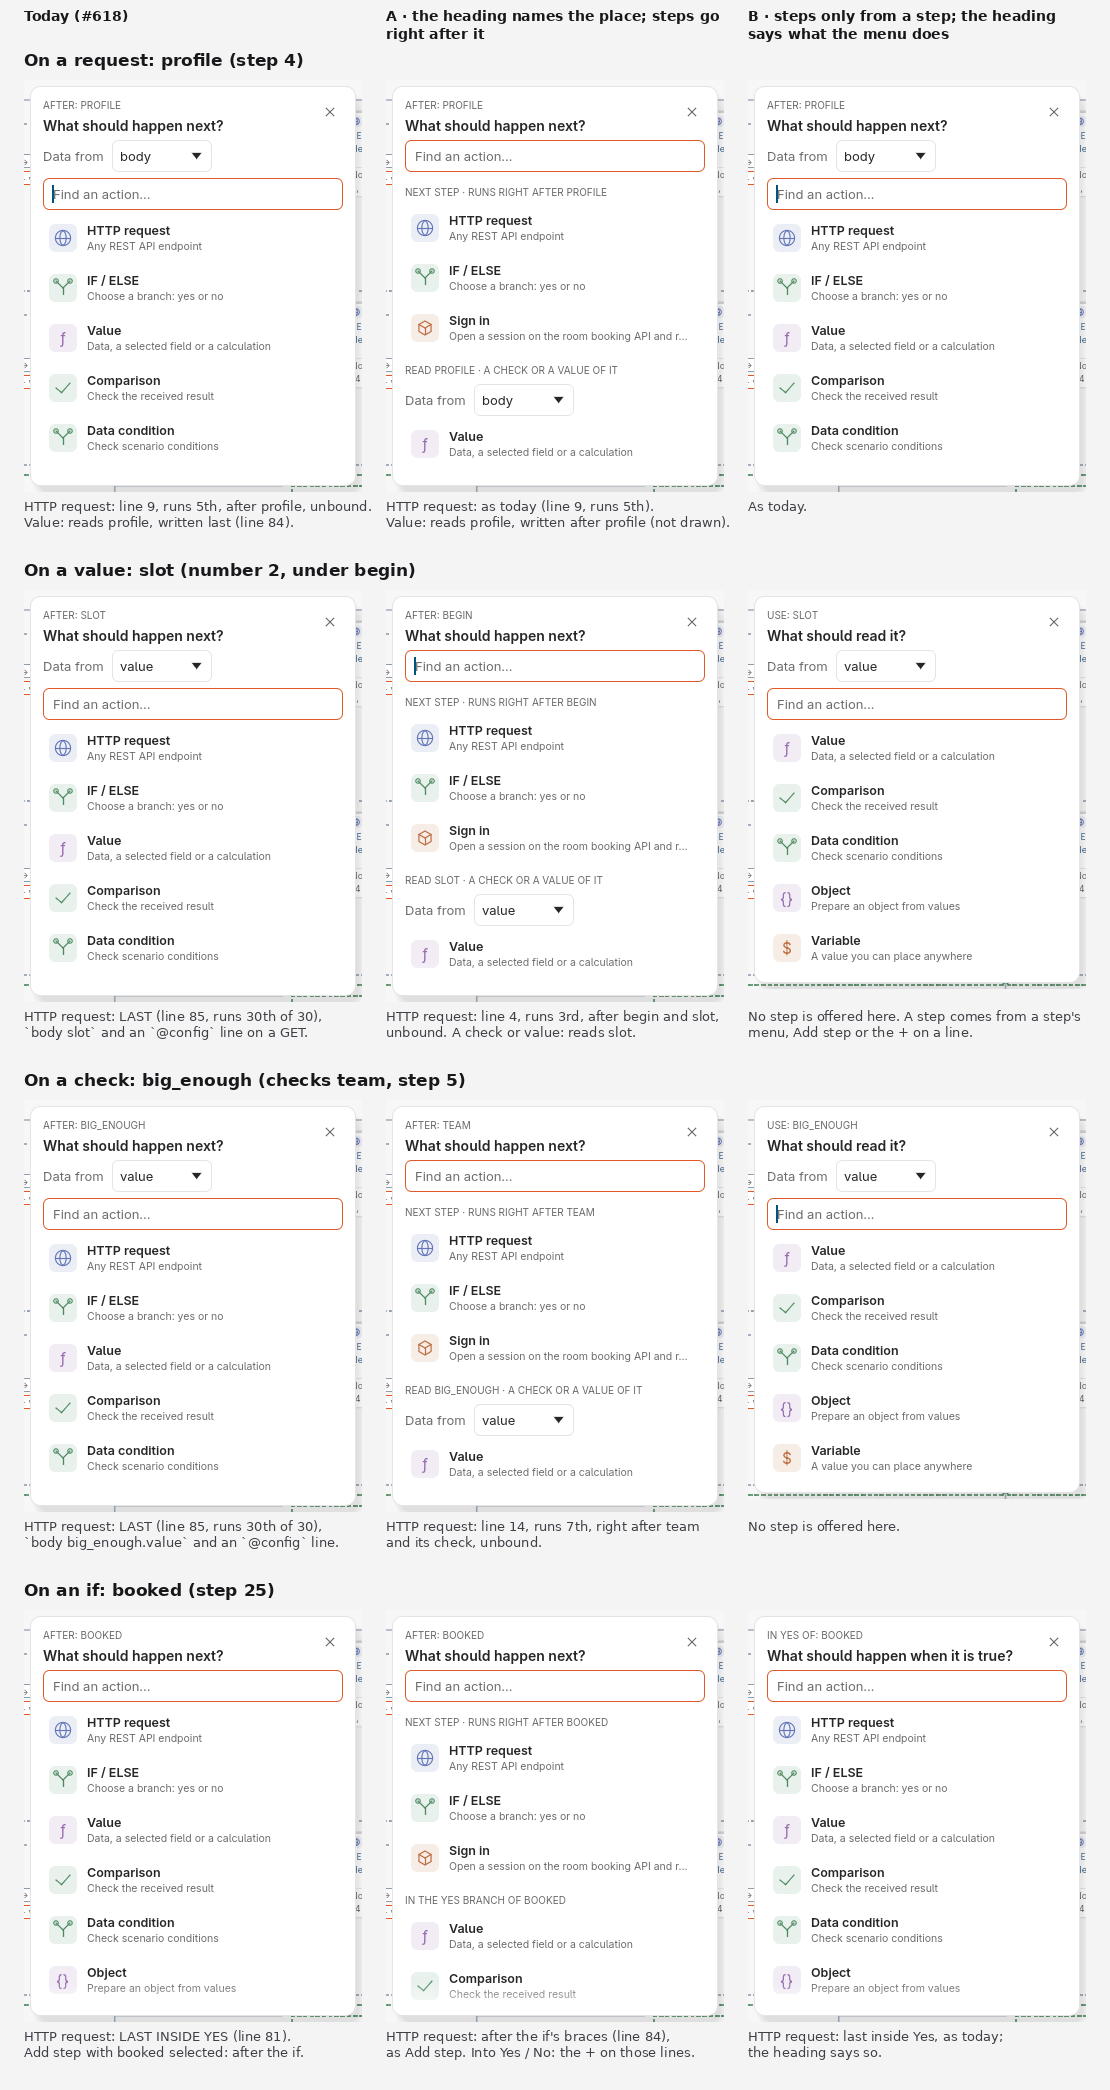 Today (#618)
A · the heading names the place; steps go
right after it
B · steps only from a step; the heading
says what the menu does
On a request: profile (step 4)
AFTER: PROFILE
What should happen next?
Data from body
Find an action...
HTTP request
Any REST API endpoint
IF / ELSE
Choose a branch: yes or no
Value
Data, a selected field or a calculation
Comparison
Check the received result
Data condition
Check scenario conditions
HTTP request: line 9, runs 5th, after profile, unbound.
Value: reads profile, written last (line 84).
AFTER: PROFILE
What should happen next?
Find an action...
NEXT STEP · RUNS RIGHT AFTER PROFILE
HTTP request
Any REST API endpoint
IF / ELSE
Choose a branch: yes or no
Sign in
Open a session on the room booking API and r...
READ PROFILE · A CHECK OR A VALUE OF IT
Data from body
Value
Data, a selected field or a calculation
HTTP request: as today (line 9, runs 5th).
Value: reads profile, written after profile (not drawn).
AFTER: PROFILE
What should happen next?
Data from body
Find an action...
HTTP request
Any REST API endpoint
IF / ELSE
Choose a branch: yes or no
Value
Data, a selected field or a calculation
Comparison
Check the received result
Data condition
Check scenario conditions
As today.
On a value: slot (number 2, under begin)
AFTER: SLOT
What should happen next?
Data from value
Find an action...
HTTP request
Any REST API endpoint
IF / ELSE
Choose a branch: yes or no
Value
Data, a selected field or a calculation
Comparison
Check the received result
Data condition
Check scenario conditions
HTTP request: LAST (line 85, runs 30th of 30),
`body slot` and an `@config` line on a GET.
AFTER: BEGIN
What should happen next?
Find an action...
NEXT STEP · RUNS RIGHT AFTER BEGIN
HTTP request
Any REST API endpoint
IF / ELSE
Choose a branch: yes or no
Sign in
Open a session on the room booking API and r...
READ SLOT · A CHECK OR A VALUE OF IT
Data from value
Value
Data, a selected field or a calculation
HTTP request: line 4, runs 3rd, after begin and slot,
unbound. A check or value: reads slot.
USE: SLOT
What should read it?
Data from value
Find an action...
Value
Data, a selected field or a calculation
Comparison
Check the received result
Data condition
Check scenario conditions
Object
Prepare an object from values
Variable
A value you can place anywhere
No step is offered here. A step comes from a step's
menu, Add step or the + on a line.
On a check: big_enough (checks team, step 5)
AFTER: BIG_ENOUGH
What should happen next?
Data from value
Find an action...
HTTP request
Any REST API endpoint
IF / ELSE
Choose a branch: yes or no
Value
Data, a selected field or a calculation
Comparison
Check the received result
Data condition
Check scenario conditions
HTTP request: LAST (line 85, runs 30th of 30),
`body big_enough.value` and an `@config` line.
AFTER: TEAM
What should happen next?
Find an action...
NEXT STEP · RUNS RIGHT AFTER TEAM
HTTP request
Any REST API endpoint
IF / ELSE
Choose a branch: yes or no
Sign in
Open a session on the room booking API and r...
READ BIG_ENOUGH · A CHECK OR A VALUE OF IT
Data from value
Value
Data, a selected field or a calculation
HTTP request: line 14, runs 7th, right after team
and its check, unbound.
USE: BIG_ENOUGH
What should read it?
Data from value
Find an action...
Value
Data, a selected field or a calculation
Comparison
Check the received result
Data condition
Check scenario conditions
Object
Prepare an object from values
Variable
A value you can place anywhere
No step is offered here.
On an if: booked (step 25)
AFTER: BOOKED
What should happen next?
Find an action...
HTTP request
Any REST API endpoint
IF / ELSE
Choose a branch: yes or no
Value
Data, a selected field or a calculation
Comparison
Check the received result
Data condition
Check scenario conditions
Object
Prepare an object from values
HTTP request: LAST INSIDE YES (line 81).
Add step with booked selected: after the if.
AFTER: BOOKED
What should happen next?
Find an action...
NEXT STEP · RUNS RIGHT AFTER BOOKED
HTTP request
Any REST API endpoint
IF / ELSE
Choose a branch: yes or no
Sign in
Open a session on the room booking API and r...
IN THE YES BRANCH OF BOOKED
Value
Data, a selected field or a calculation
Comparison
Check the received result
HTTP request: after the if's braces (line 84),
as Add step. Into Yes / No: the + on those lines.
IN YES OF: BOOKED
What should happen when it is true?
Find an action...
HTTP request
Any REST API endpoint
IF / ELSE
Choose a branch: yes or no
Value
Data, a selected field or a calculation
Comparison
Check the received result
Data condition
Check scenario conditions
Object
Prepare an object from values
HTTP request: last inside Yes, as today;
the heading says so.